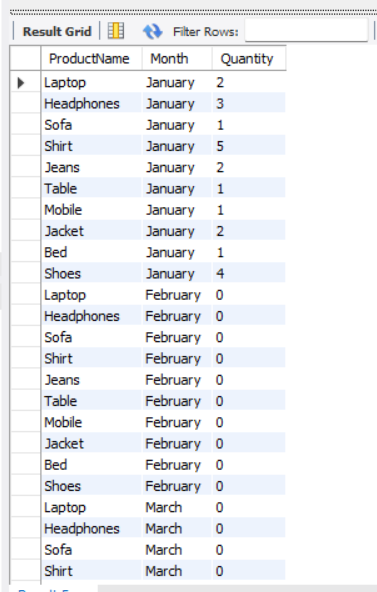 Result Grid Filter Rows:
ProductName Month Quantity
Laptop January 2
Headphones January 3
Sofa January 1
Shirt January 5
Jeans January 2
Table January 1
Mobile January 1
Jacket January 2
Bed January 1
Shoes January 4
Laptop February 0
Headphones February 0
Sofa February 0
Shirt February 0
Jeans February 0
Table February 0
Mobile February 0
Jacket February 0
Bed February 0
Shoes February 0
Laptop March 0
Headphones March 0
Sofa March 0
Shirt March 0